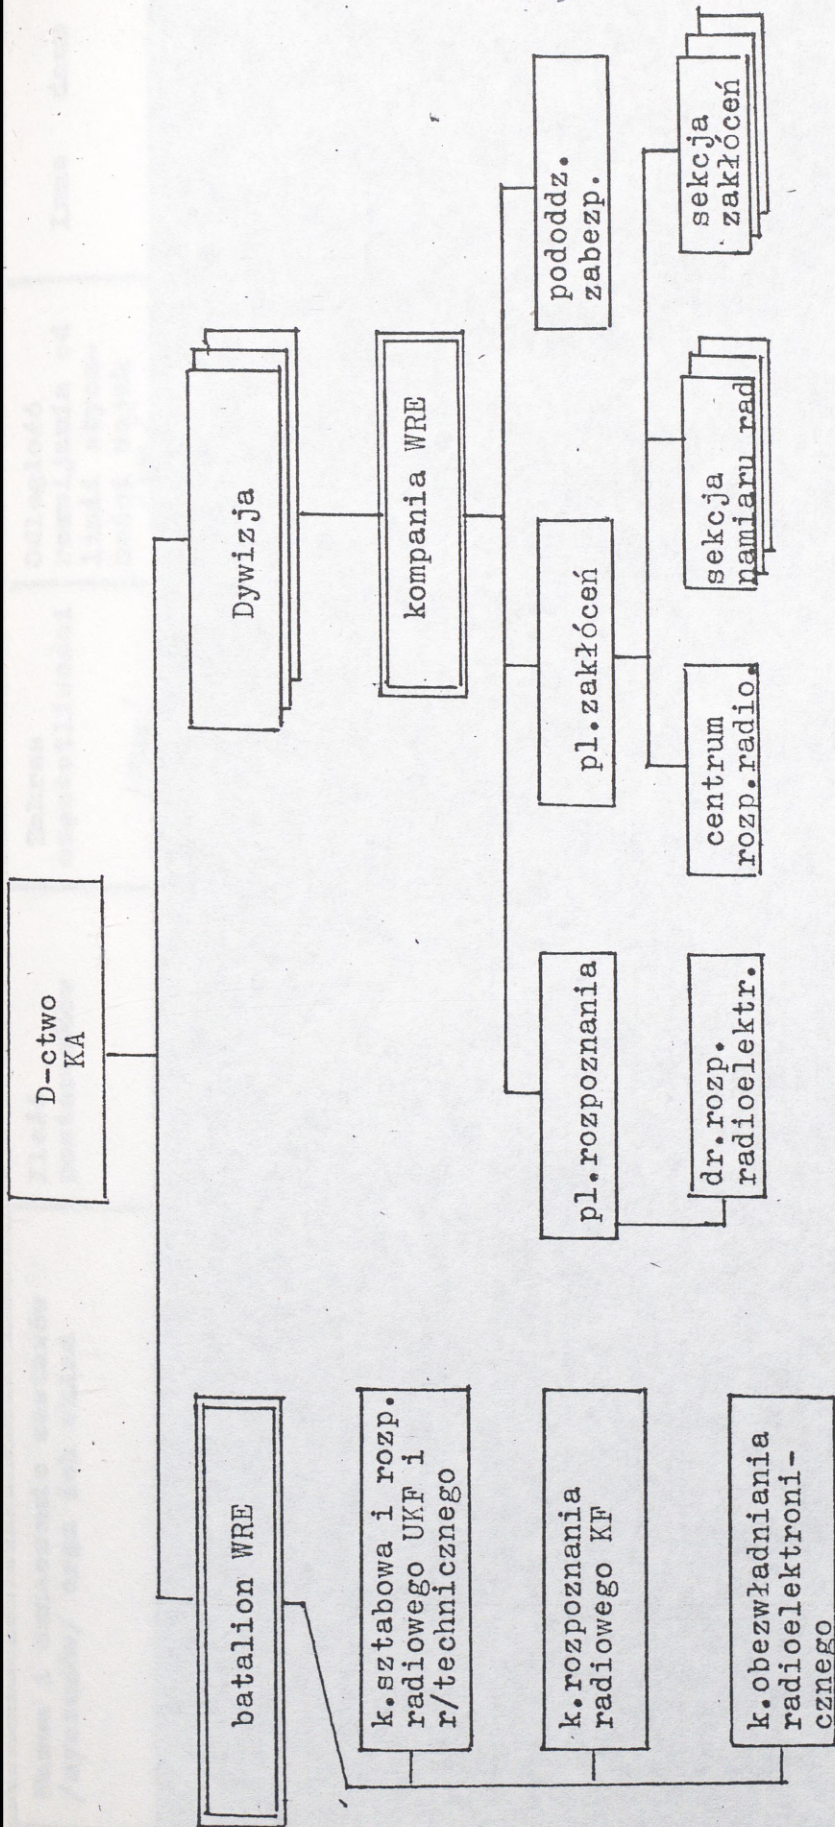 D-ctwo
KA
batalion WRE
Dywizja
k.sztabowa i rozp.
radiowego UKF i
r/technicznego
kompania WRE
k.rozpoznania
radiowego KF
pl.rozpoznania
pl.zakłóceń
pododdz.
zabezp.
k.obezwładniania
radioelektroni-
cznego
dr.rozp.
radioelektr.
centrum
rozp.radio.
sekcja
namiaru rad
sekcja
zakłóceń